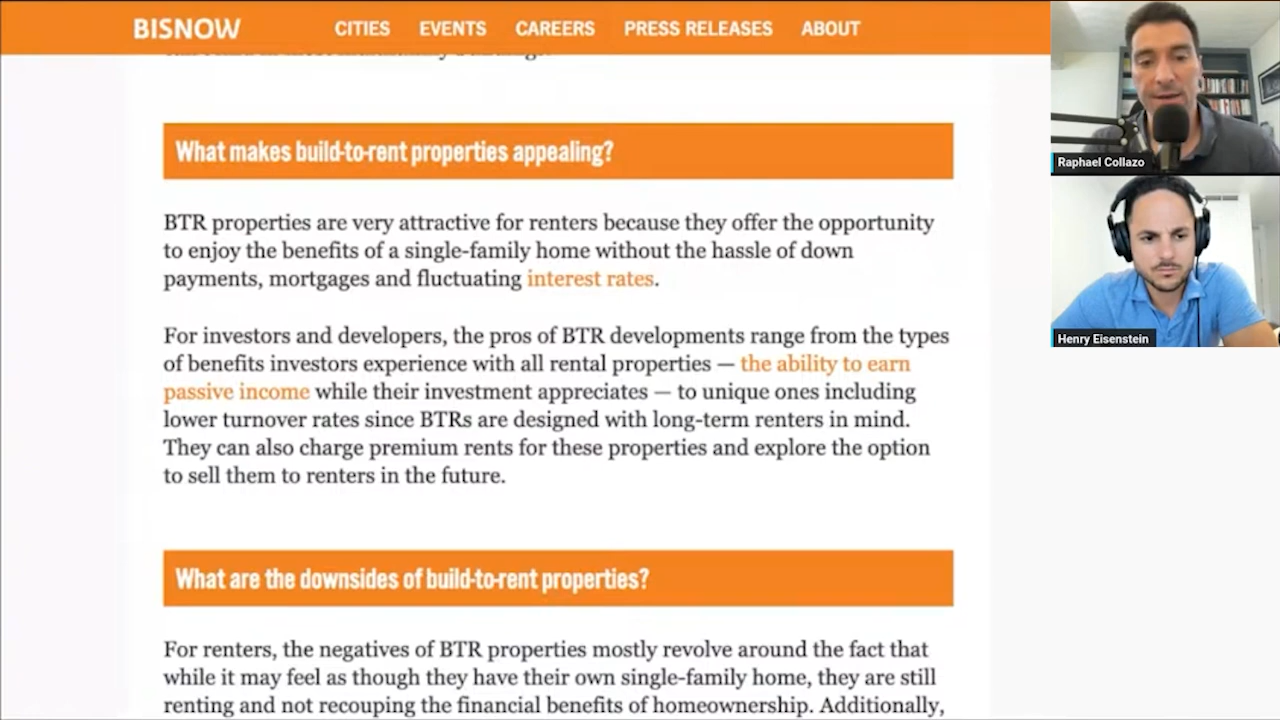 BISNOW
CITIES
EVENTS
CAREERS
PRESS RELEASES
ABOUT
What makes build-to-rent properties appealing?
BTR properties are very attractive for renters because they offer the opportunity
to enjoy the benefits of a single-family home without the hassle of down
payments, mortgages and fluctuating interest rates.
For investors and developers, the pros of BTR developments range from the types
of benefits investors experience with all rental properties — the ability to earn
passive income while their investment appreciates — to unique ones including
lower turnover rates since BTRs are designed with long-term renters in mind.
They can also charge premium rents for these properties and explore the option
to sell them to renters in the future.
What are the downsides of build-to-rent properties?
For renters, the negatives of BTR properties mostly revolve around the fact that
while it may feel as though they have their own single-family home, they are still
renting and not recouping the financial benefits of homeownership. Additionally,
Raphael Collazo
Henry Eisenstein